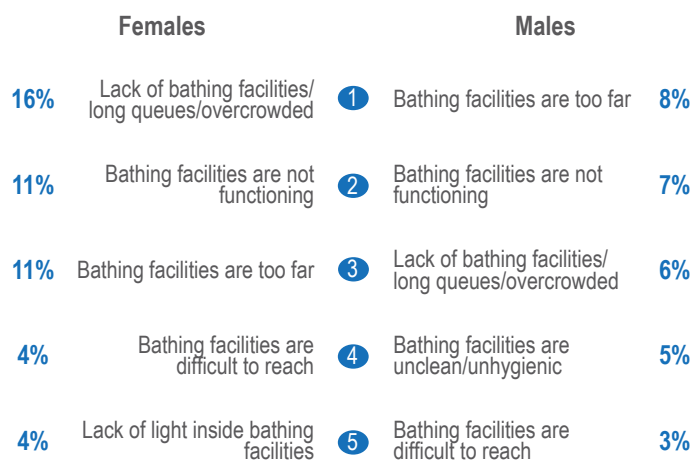 Females Males
16% Lack of bathing facilities/ 1 Bathing facilities are too far 8%
long queues/overcrowded
11% Bathing facilities are not 2 Bathing facilities are not 7%
functioning functioning
11% Bathing facilities are too far 3 Lack of bathing facilities/ 6%
long queues/overcrowded
4% Bathing facilities are 4 Bathing facilities are 5%
difficult to reach unclean/unhygienic
4% Lack of light inside bathing 5 Bathing facilities are 3%
facilities difficult to reach